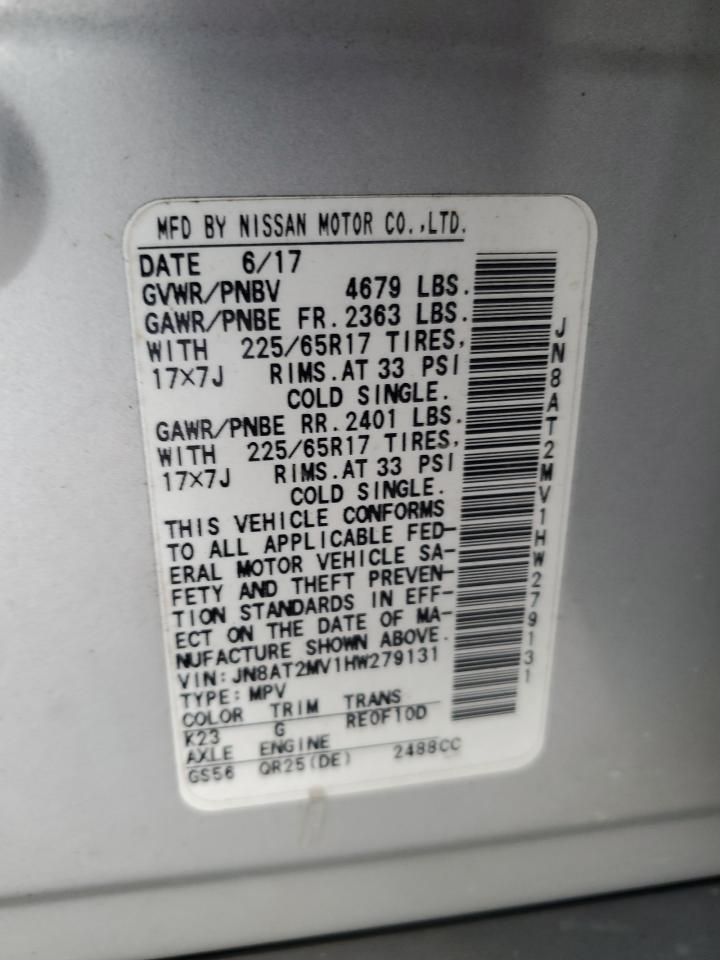 MFD BY NISSAN MOTOR CO.,LTD.
DATE 6/17
GVWR/PNBV 4679 LBS.
GAWR/PNBE FR.2363 LBS.
WITH 225/65R17 TIRES,
17×7J RIMS.AT 33 PSI
COLD SINGLE.
GAWR/PNBE RR.2401 LBS.
WITH 225/65R17 TIRES,
17×7J RIMS.AT 33 PSI
COLD SINGLE.
THIS VEHICLE CONFORMS
TO ALL APPLICABLE FED-
ERAL MOTOR VEHICLE SA-
FETY AND THEFT PREVEN-
TION STANDARDS IN EFF-
ECT ON THE DATE OF MA-
NUFACTURE SHOWN ABOVE.
VIN:JN8AT2MV1HW279131
TYPE:MPV
COLOR TRIM TRANS
K23 G RE0F10D
AXLE ENGINE
GS56 QR25(DE) 2488CC
JN8AT2MV1HW279131